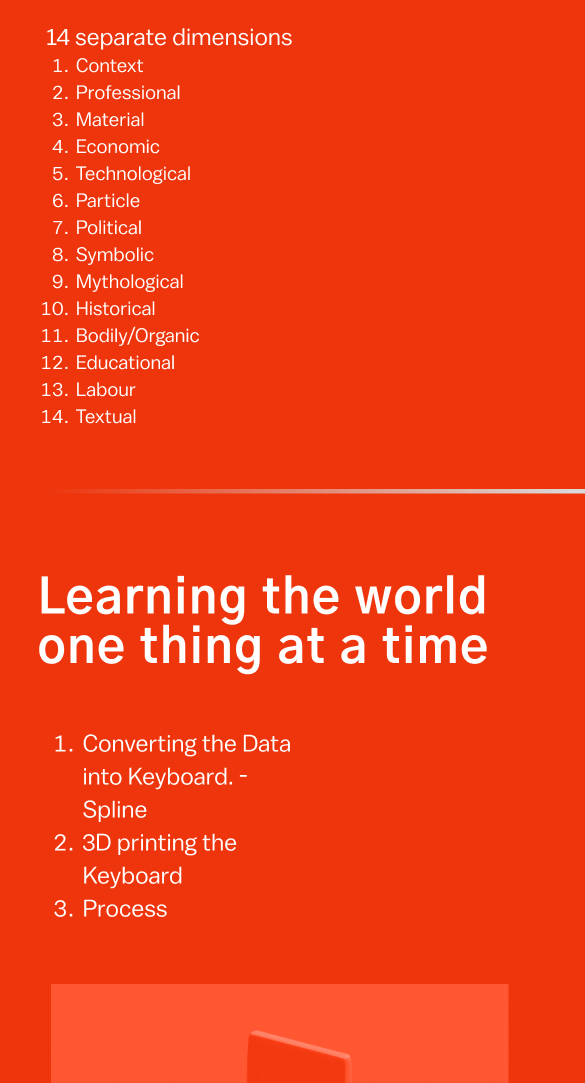 14 separate dimensions
1. Context
2. Professional
3. Material
4. Economic
5. Technological
6. Particle
7. Political
8. Symbolic
9. Mythological
10. Historical
11. Bodily/Organic
12. Educational
13. Labour
14. Textual
Learning the world
one thing at a time
1. Converting the Data
into Keyboard. -
Spline
2. 3D printing the
Keyboard
3. Process